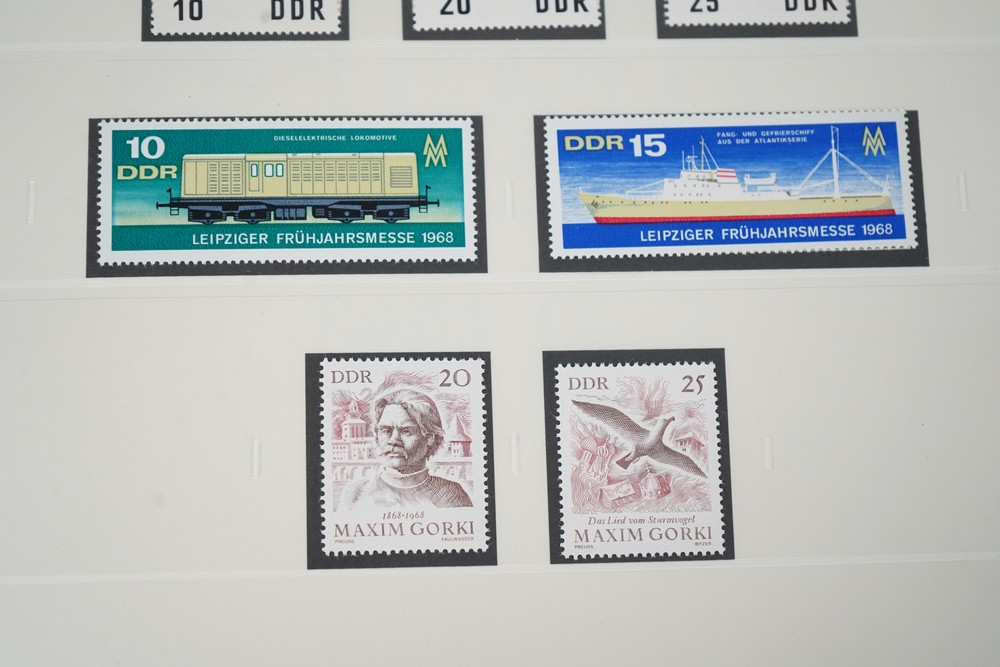 10 DDR
20 DDR
25 DDR
10
DDR
DIESELELEKTRISCHE LOKOMOTIVE
MM
LEIPZIGER FRÜHJAHRSMESSE 1968
DDR 15
FANG- UND GEFRIERSCHIFF
AUS DER ATLANTIKSERIE
MM
LEIPZIGER FRÜHJAHRSMESSE 1968
DDR 20
1868-1968
MAXIM GORKI
PREUSS FAULWASSER
DDR 25
Das Lied vom Sturmvogel
MAXIM GORKI
PREUSS BITZER